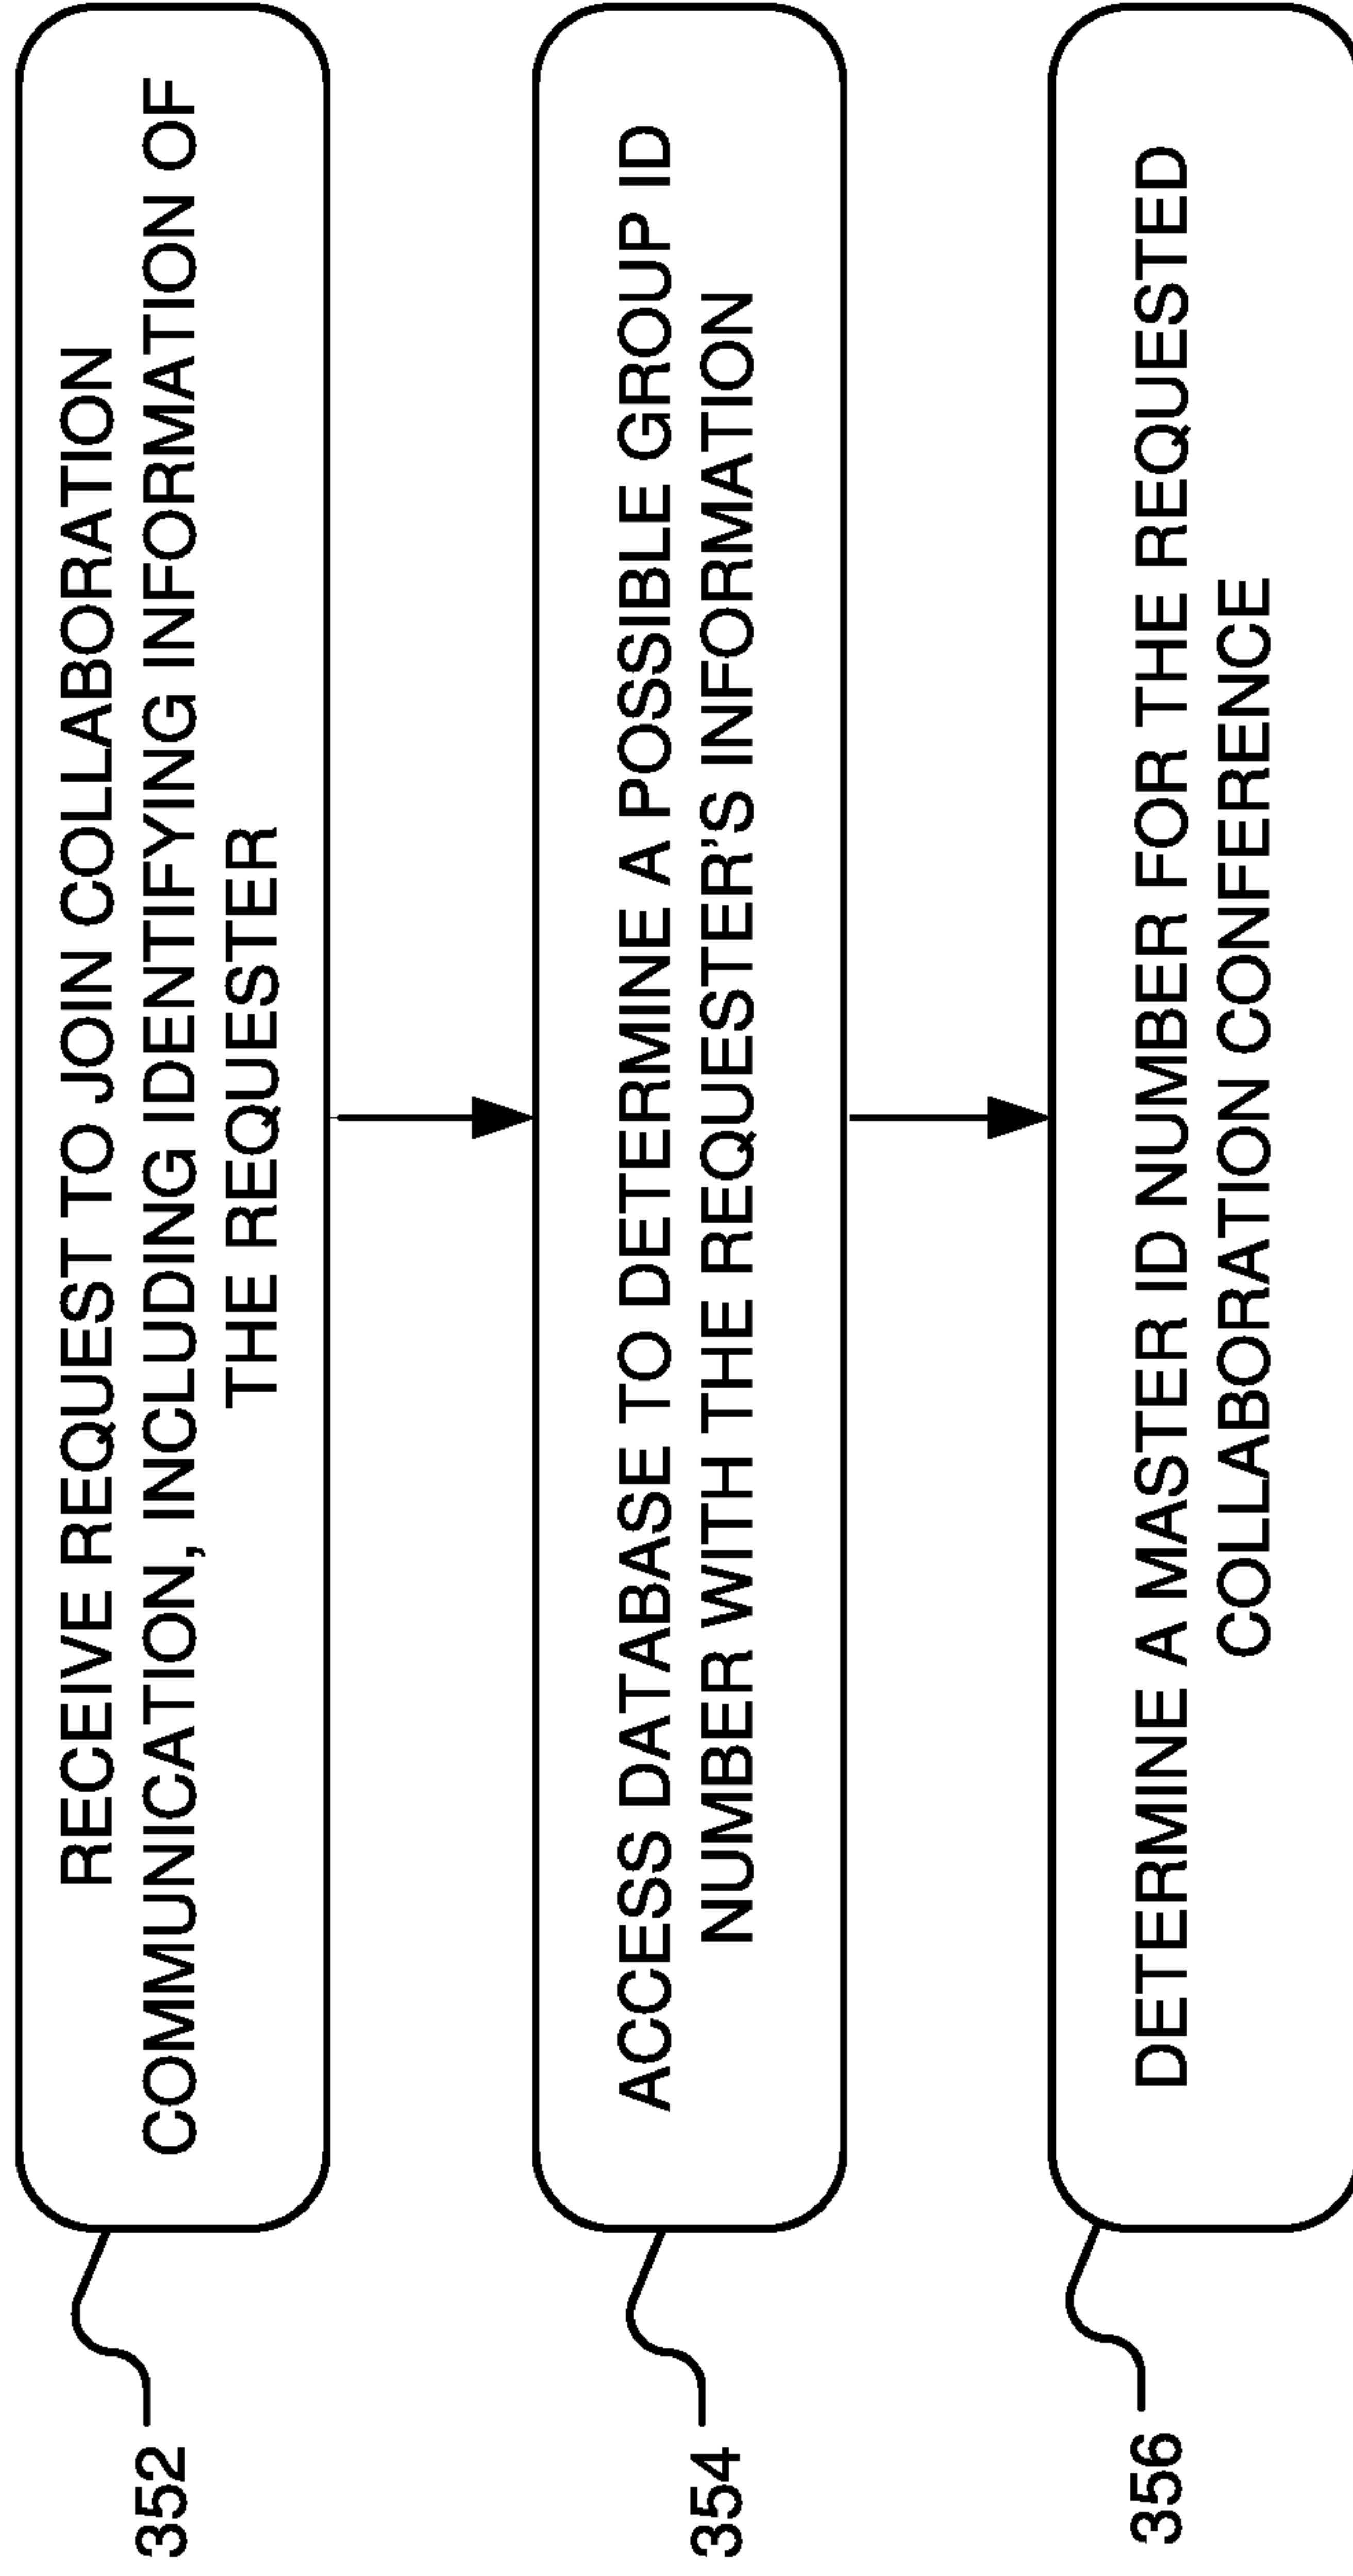 352
RECEIVE REQUEST TO JOIN COLLABORATION
COMMUNICATION, INCLUDING IDENTIFYING INFORMATION OF
THE REQUESTER
354
ACCESS DATABASE TO DETERMINE A POSSIBLE GROUP ID
NUMBER WITH THE REQUESTER'S INFORMATION
356
DETERMINE A MASTER ID NUMBER FOR THE REQUESTED
COLLABORATION CONFERENCE